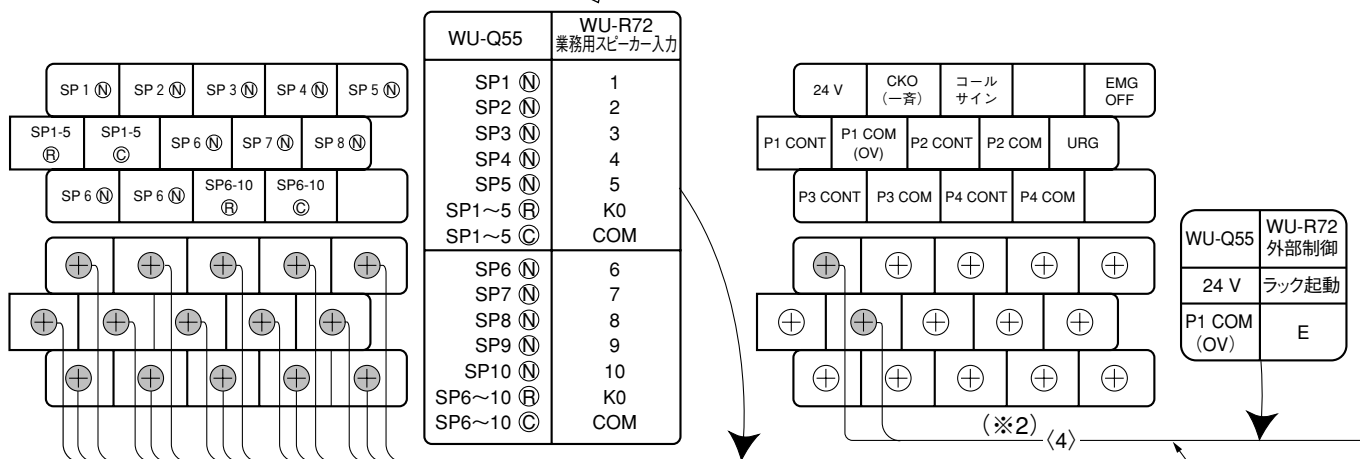 SP 1 Ⓝ SP 2 Ⓝ SP 3 Ⓝ SP 4 Ⓝ SP 5 Ⓝ
SP1-5 Ⓡ SP1-5 Ⓒ SP 6 Ⓝ SP 7 Ⓝ SP 8 Ⓝ
SP 6 Ⓝ SP 6 Ⓝ SP6-10 Ⓡ SP6-10 Ⓒ
WU-Q55 WU-R72 業務用スピーカー入力
SP1 Ⓝ 1
SP2 Ⓝ 2
SP3 Ⓝ 3
SP4 Ⓝ 4
SP5 Ⓝ 5
SP1〜5 Ⓡ K0
SP1〜5 Ⓒ COM
SP6 Ⓝ 6
SP7 Ⓝ 7
SP8 Ⓝ 8
SP9 Ⓝ 9
SP10 Ⓝ 10
SP6〜10 Ⓡ K0
SP6〜10 Ⓒ COM
24 V CKO (一斉) コールサイン EMG OFF
P1 CONT P1 COM (OV) P2 CONT P2 COM URG
P3 CONT P3 COM P4 CONT P4 COM
WU-Q55 WU-R72 外部制御
24 V ラック起動
P1 COM (OV) E
(※2) 〈4〉